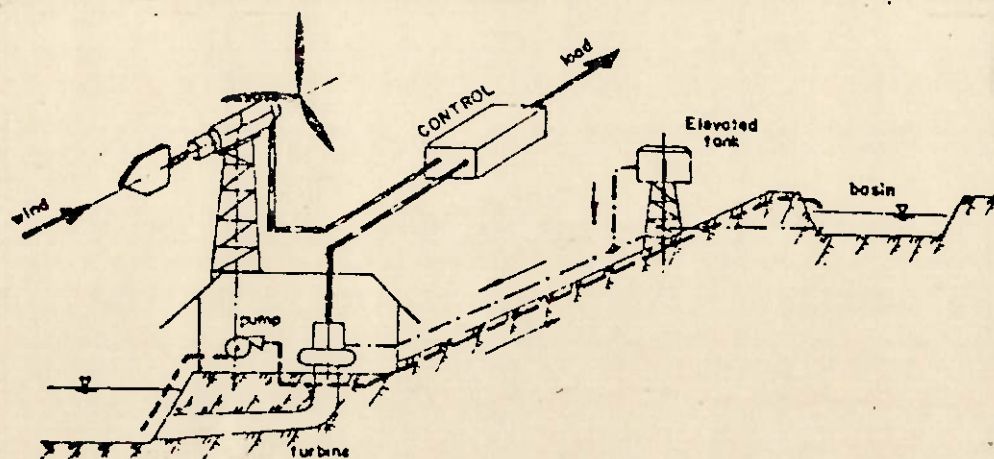 load
CONTROL
Elevated
tank
basin
wind
pump
turbine